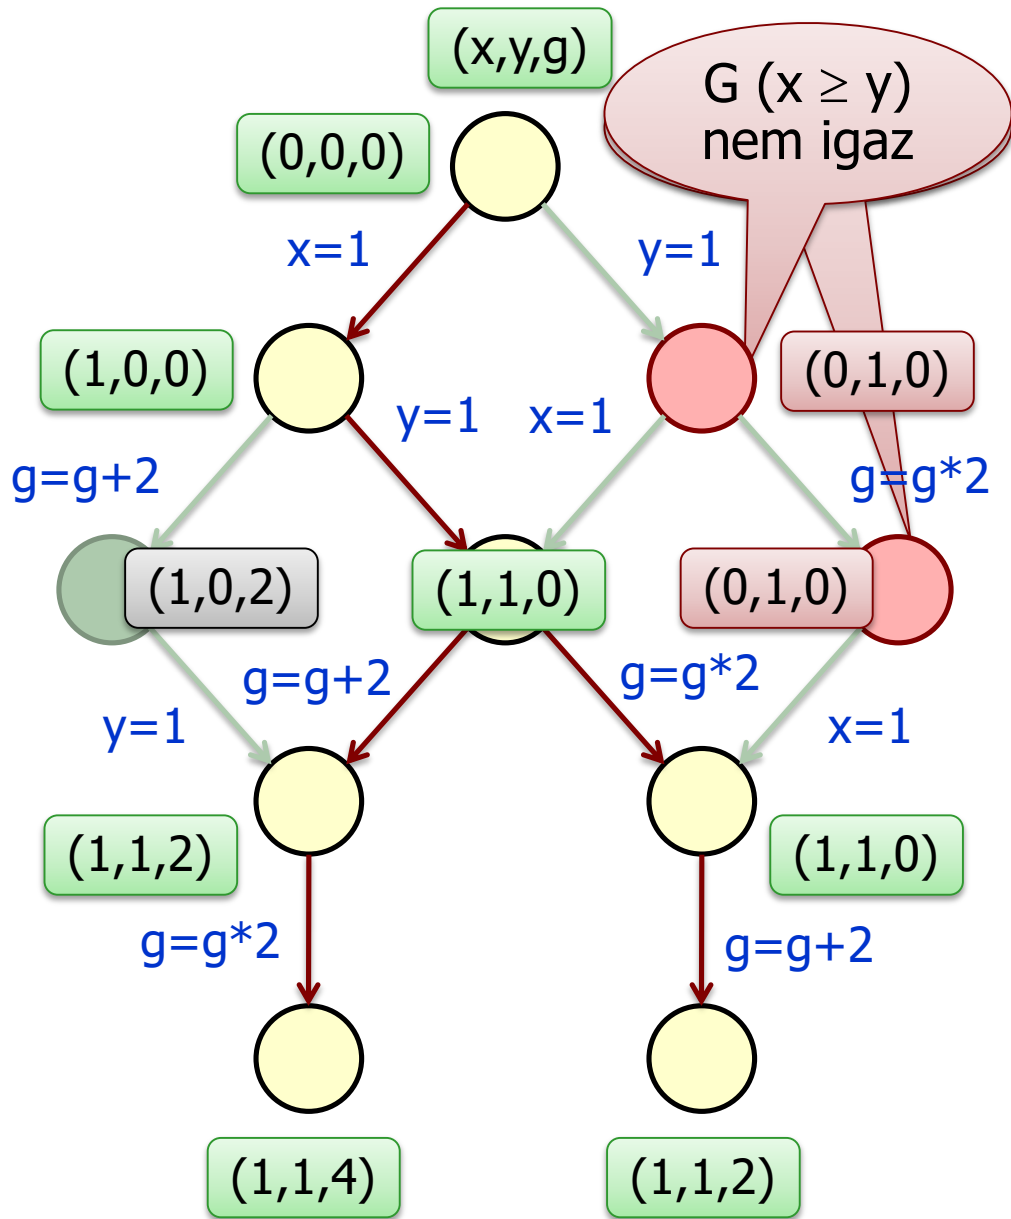 (x,y,g)
G (x ≥ y)
nem igaz
(0,0,0)
x=1
y=1
(1,0,0)
(0,1,0)
y=1
x=1
g=g+2
g=g*2
(1,0,2)
(1,1,0)
(0,1,0)
g=g+2
g=g*2
y=1
x=1
(1,1,2)
(1,1,0)
g=g*2
g=g+2
(1,1,4)
(1,1,2)